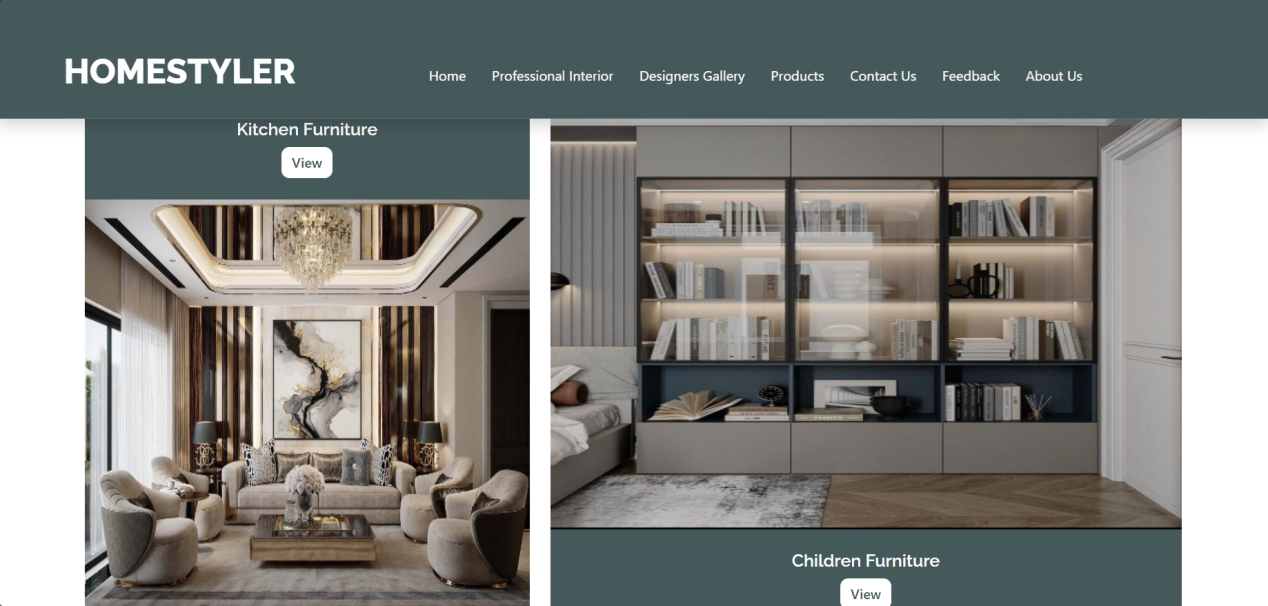 HOMESTYLER
Home Professional Interior Designers Gallery Products Contact Us Feedback About Us
Kitchen Furniture
View
Children Furniture
View